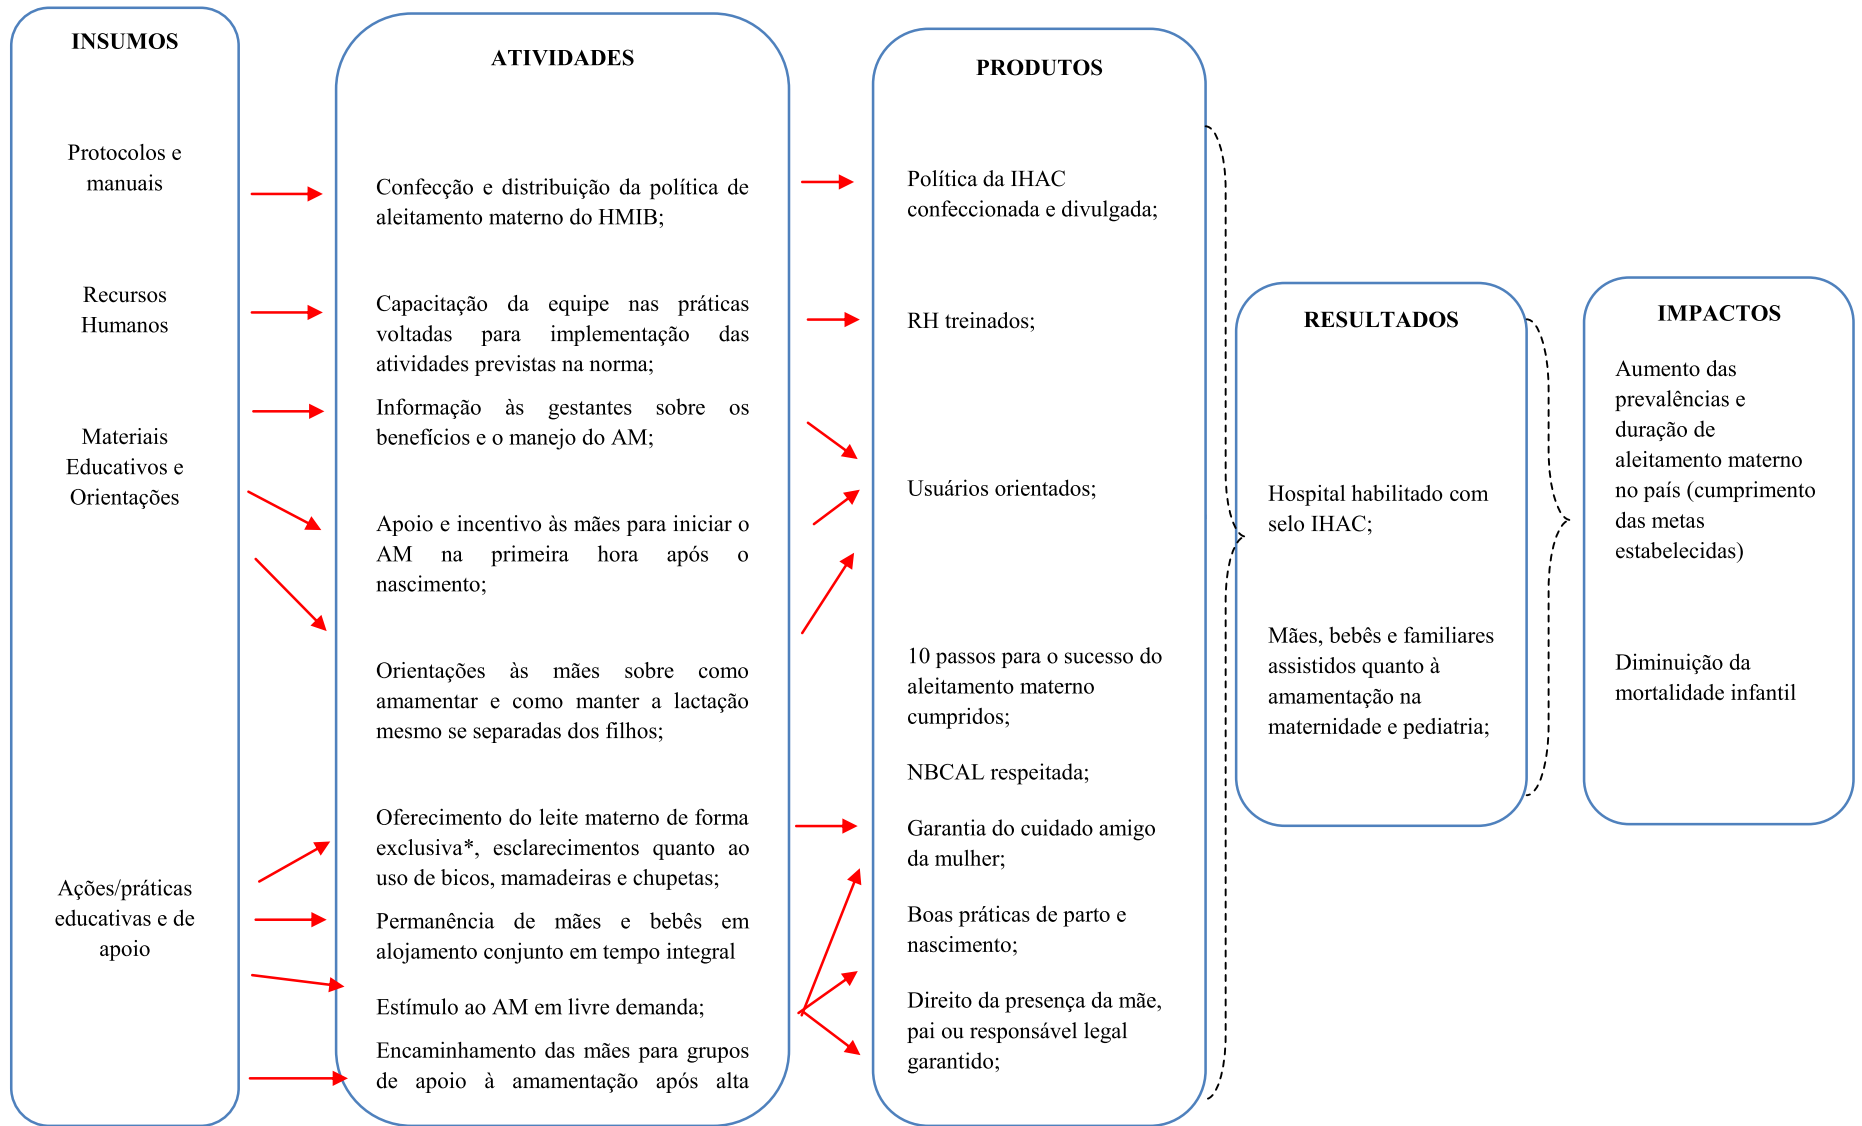 INSUMOS
Protocolos e
manuais
Recursos
Humanos
Materiais
Educativos e
Orientações
Ações/práticas
educativas e de
apoio
ATIVIDADES
Confecção e distribuição da política de
aleitamento materno do HMIB;
Capacitação da equipe nas práticas
voltadas para implementação das
atividades previstas na norma;
Informação às gestantes sobre os
benefícios e o manejo do AM;
Apoio e incentivo às mães para iniciar o
AM na primeira hora após o
nascimento;
Orientações às mães sobre como
amamentar e como manter a lactação
mesmo se separadas dos filhos;
Oferecimento do leite materno de forma
exclusiva*, esclarecimentos quanto ao
uso de bicos, mamadeiras e chupetas;
Permanência de mães e bebês em
alojamento conjunto em tempo integral
Estímulo ao AM em livre demanda;
Encaminhamento das mães para grupos
de apoio à amamentação após alta
PRODUTOS
Política da IHAC
confeccionada e divulgada;
RH treinados;
Usuários orientados;
10 passos para o sucesso do
aleitamento materno
cumpridos;
NBCAL respeitada;
Garantia do cuidado amigo
da mulher;
Boas práticas de parto e
nascimento;
Direito da presença da mãe,
pai ou responsável legal
garantido;
RESULTADOS
Hospital habilitado com
selo IHAC;
Mães, bebês e familiares
assistidos quanto à
amamentação na
maternidade e pediatria;
IMPACTOS
Aumento das
prevalências e
duração de
aleitamento materno
no país (cumprimento
das metas
estabelecidas)
Diminuição da
mortalidade infantil